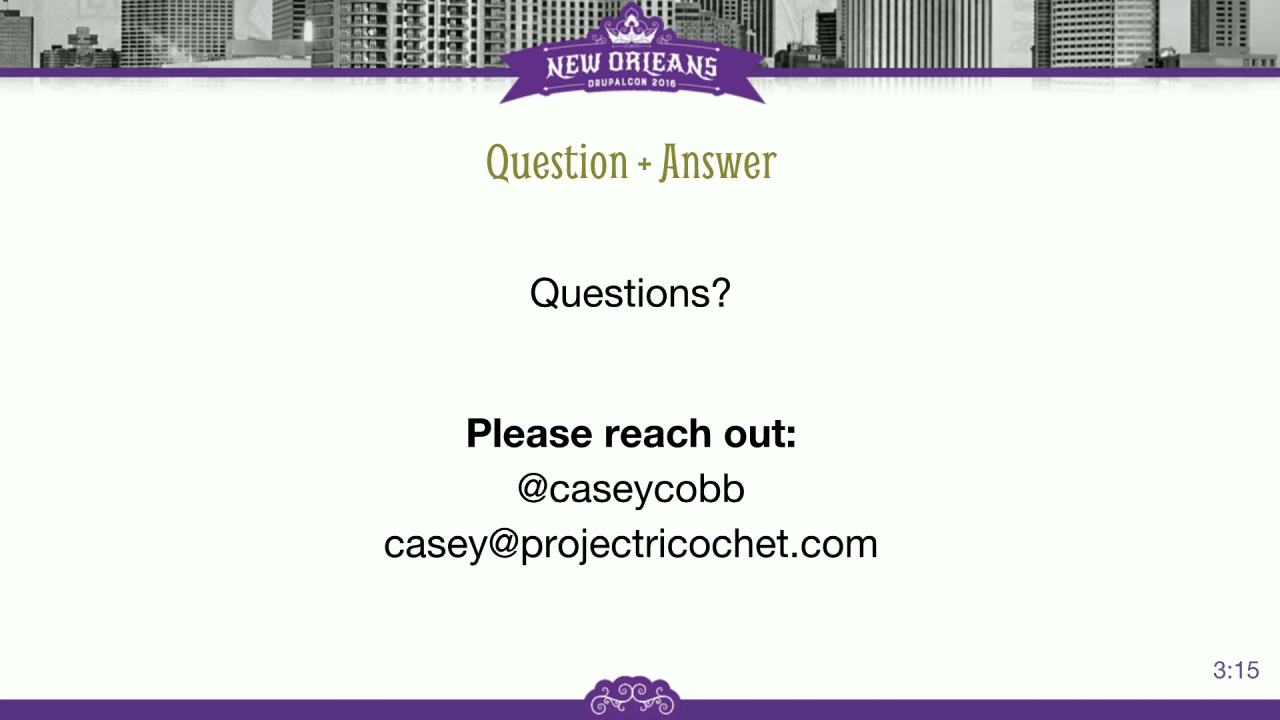 NEW ORLEANS
DRUPALCON 2016
Question + Answer
Questions?
Please reach out:
@caseycobb
casey@projectricochet.com
3:15